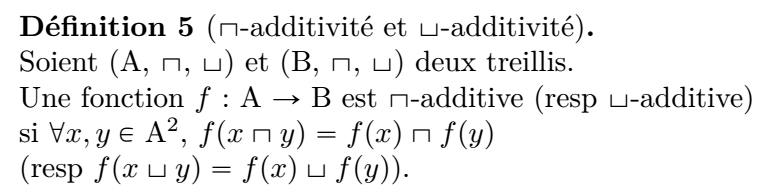 Définition 5 (⊓-additivité et ⊔-additivité).
Soient (A, ⊓, ⊔) et (B, ⊓, ⊔) deux treillis.
Une fonction f : A → B est ⊓-additive (resp ⊔-additive)
si ∀x, y ∈ A², f(x ⊓ y) = f(x) ⊓ f(y)
(resp f(x ⊔ y) = f(x) ⊔ f(y)).